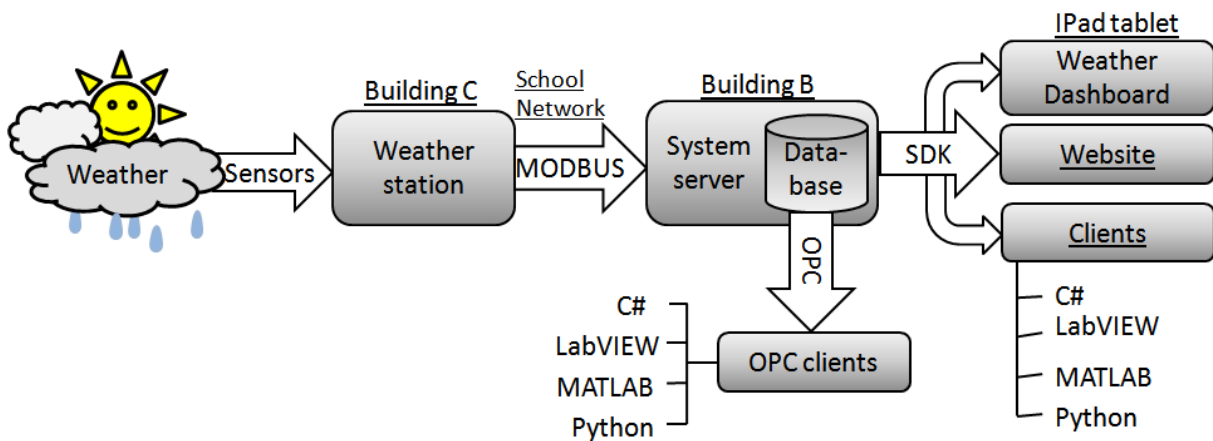 IPad tablet
Weather
Dashboard
School
Network
Building C
Building B
Weather
Sensors
Weather
station
MODBUS
System
server
Data-
base
SDK
Website
OPC
Clients
C#
LabVIEW
MATLAB
Python
OPC clients
C#
LabVIEW
MATLAB
Python